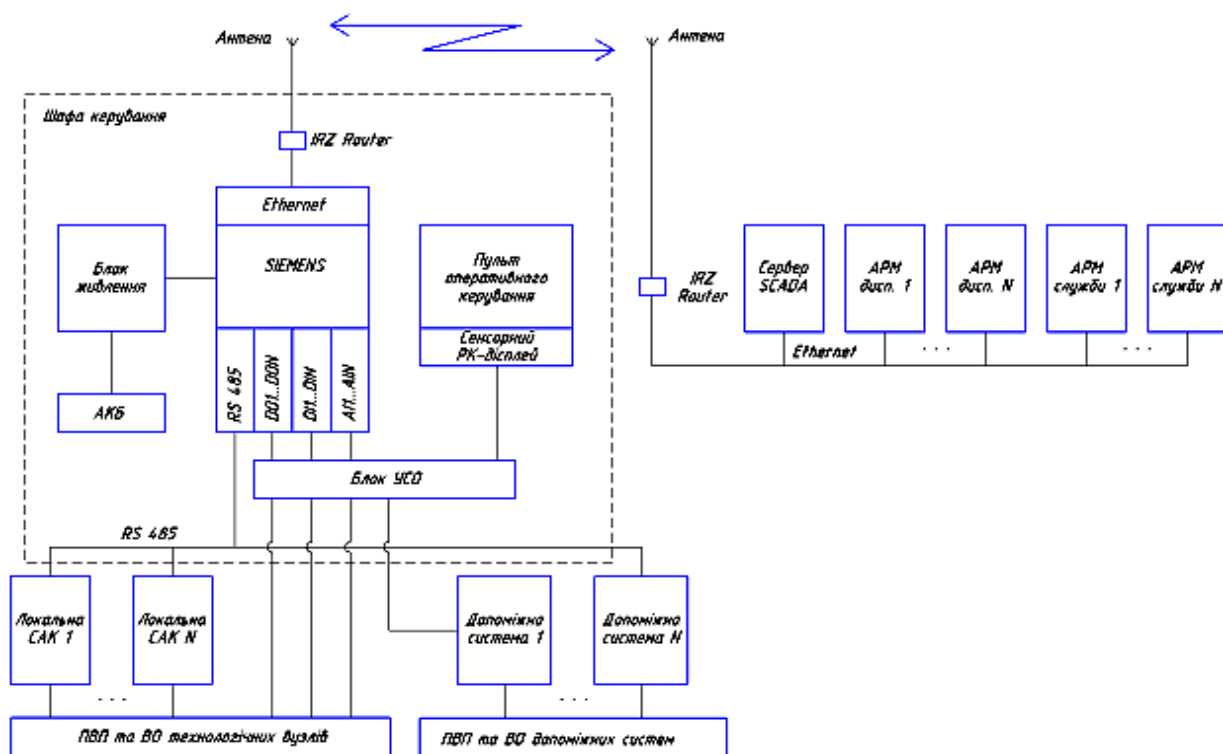 Антена
Антена
Шафа керування
IRZ Router
Ethernet
SIEMENS
Блок
живлення
АКБ
Пульт
оперативного
керування
Сенсорний
РК-дісплей
RS 485
DO1...DON
DI1...DIN
AI1...AIN
Блок УСО
RS 485
IRZ
Router
Сервер
SCADA
АРМ
дисп. 1
АРМ
дисп. N
АРМ
служби 1
АРМ
служби N
Ethernet
. . .
. . .
Локальна
САК 1
Локальна
САК N
Допоміжна
система 1
Допоміжна
система N
. . .
. . .
ПВП та ВО технологічних вузлів
ПВП та ВО допоміжних систем